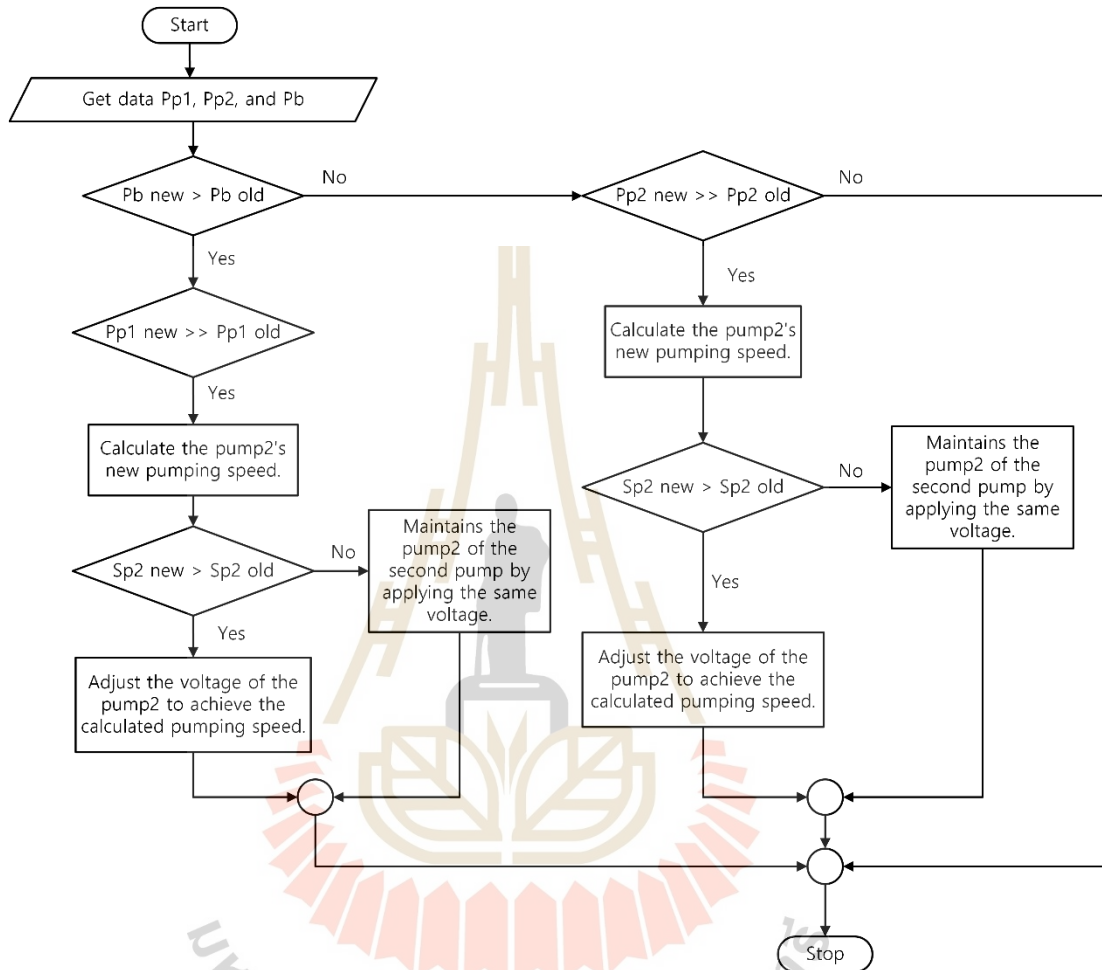 Start
Get data Pp1, Pp2, and Pb
Pb new > Pb old
No
Pp2 new >> Pp2 old
No
Yes
Yes
Pp1 new >> Pp1 old
Yes
Calculate the pump2's
new pumping speed.
Calculate the pump2's
new pumping speed.
Sp2 new > Sp2 old
No
Maintains the
pump2 of the
second pump by
applying the same
voltage.
Yes
Sp2 new > Sp2 old
No
Maintains the
pump2 of the
second pump by
applying the same
voltage.
Yes
Adjust the voltage of the
pump2 to achieve the
calculated pumping speed.
Adjust the voltage of the
pump2 to achieve the
calculated pumping speed.
Stop